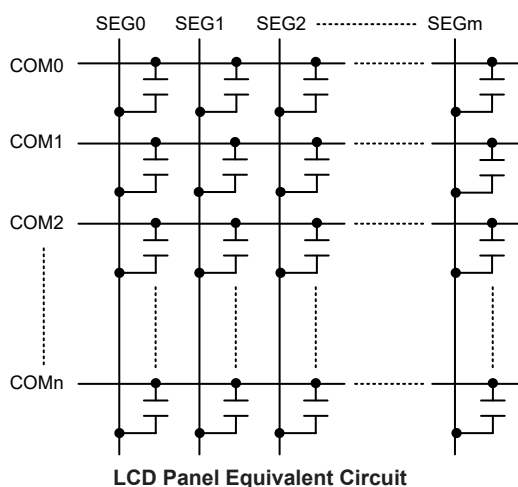 SEG0 SEG1 SEG2 SEGm
COM0
COM1
COM2
COMn
LCD Panel Equivalent Circuit